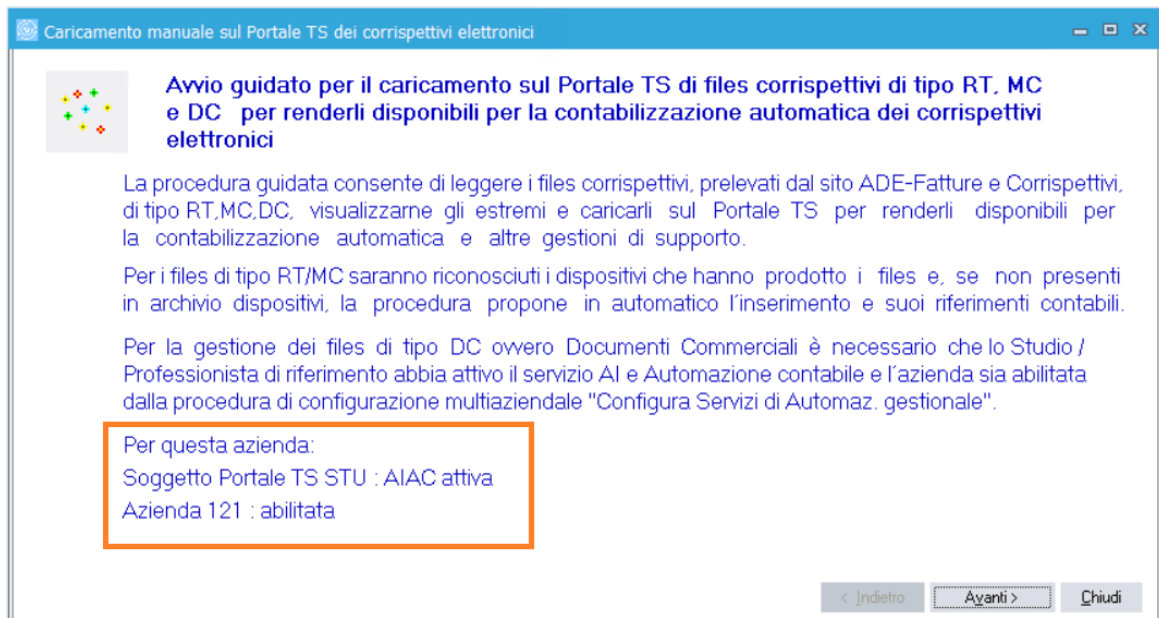 Caricamento manuale sul Portale TS dei corrispettivi elettronici
Avvio guidato per il caricamento sul Portale TS di files corrispettivi di tipo RT, MC
e DC per renderli disponibili per la contabilizzazione automatica dei corrispettivi
elettronici
La procedura guidata consente di leggere i files corrispettivi, prelevati dal sito ADE-Fatture e Corrispettivi,
di tipo RT,MC,DC, visualizzarne gli estremi e caricarli sul Portale TS per renderli disponibili per
la contabilizzazione automatica e altre gestioni di supporto.
Per i files di tipo RT/MC saranno riconosciuti i dispositivi che hanno prodotto i files e, se non presenti
in archivio dispositivi, la procedura propone in automatico l'inserimento e suoi riferimenti contabili.
Per la gestione dei files di tipo DC ovvero Documenti Commerciali è necessario che lo Studio /
Professionista di riferimento abbia attivo il servizio AI e Automazione contabile e l'azienda sia abilitata
dalla procedura di configurazione multiaziendale "Configura Servizi di Automaz. gestionale".
Per questa azienda:
Soggetto Portale TS STU : AIAC attiva
Azienda 121 : abilitata
< Indietro Avanti > Chiudi